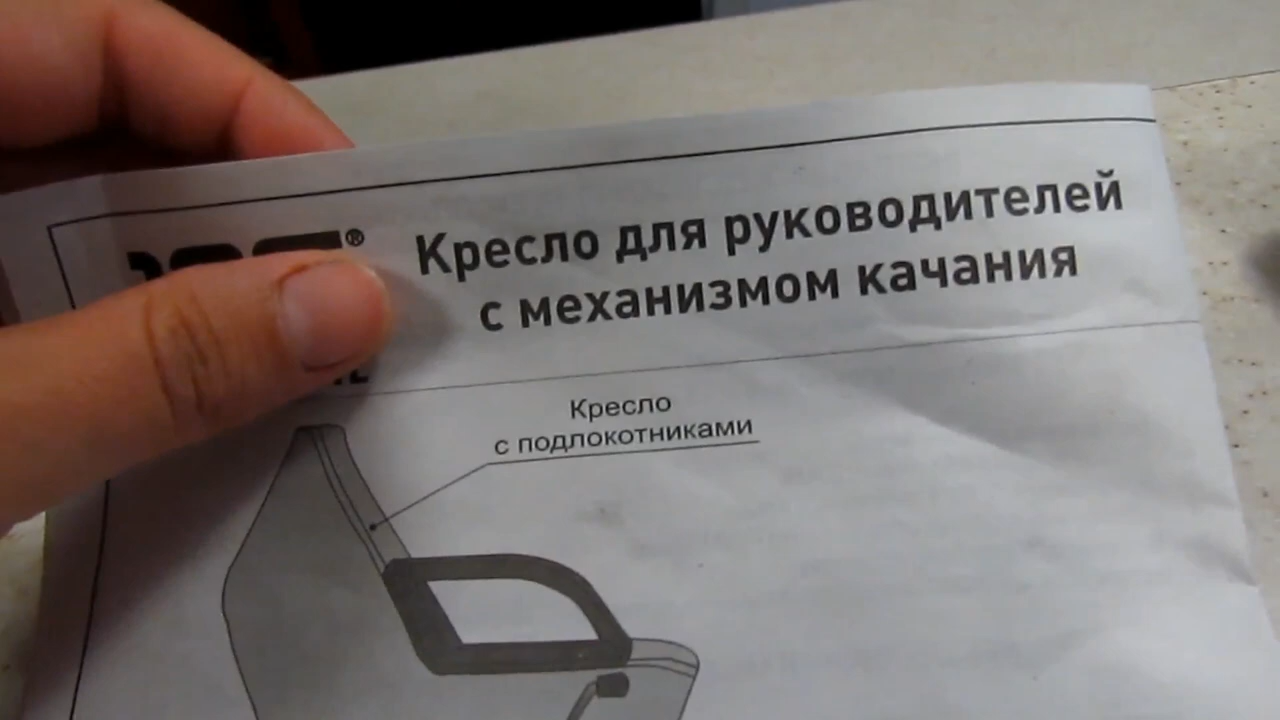 Кресло для руководителей
с механизмом качания
Кресло
с подлокотниками